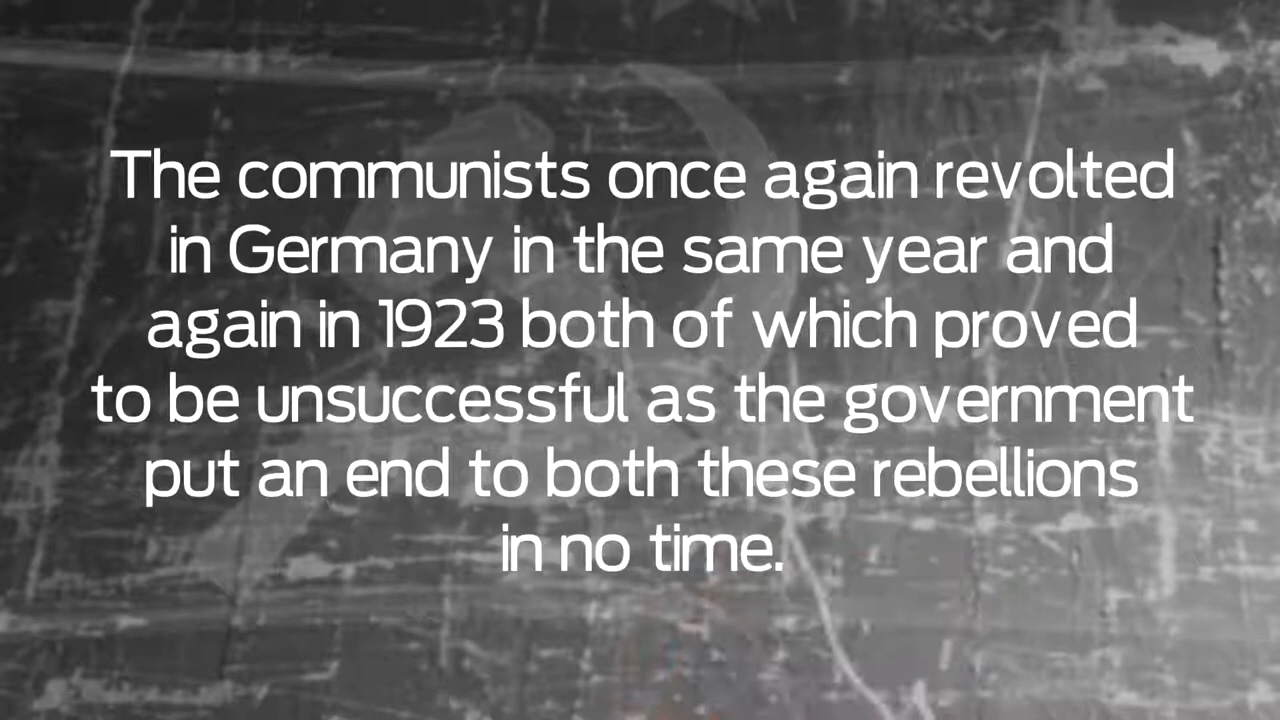 The communists once again revolted
in Germany in the same year and
again in 1923 both of which proved
to be unsuccessful as the government
put an end to both these rebellions
in no time.